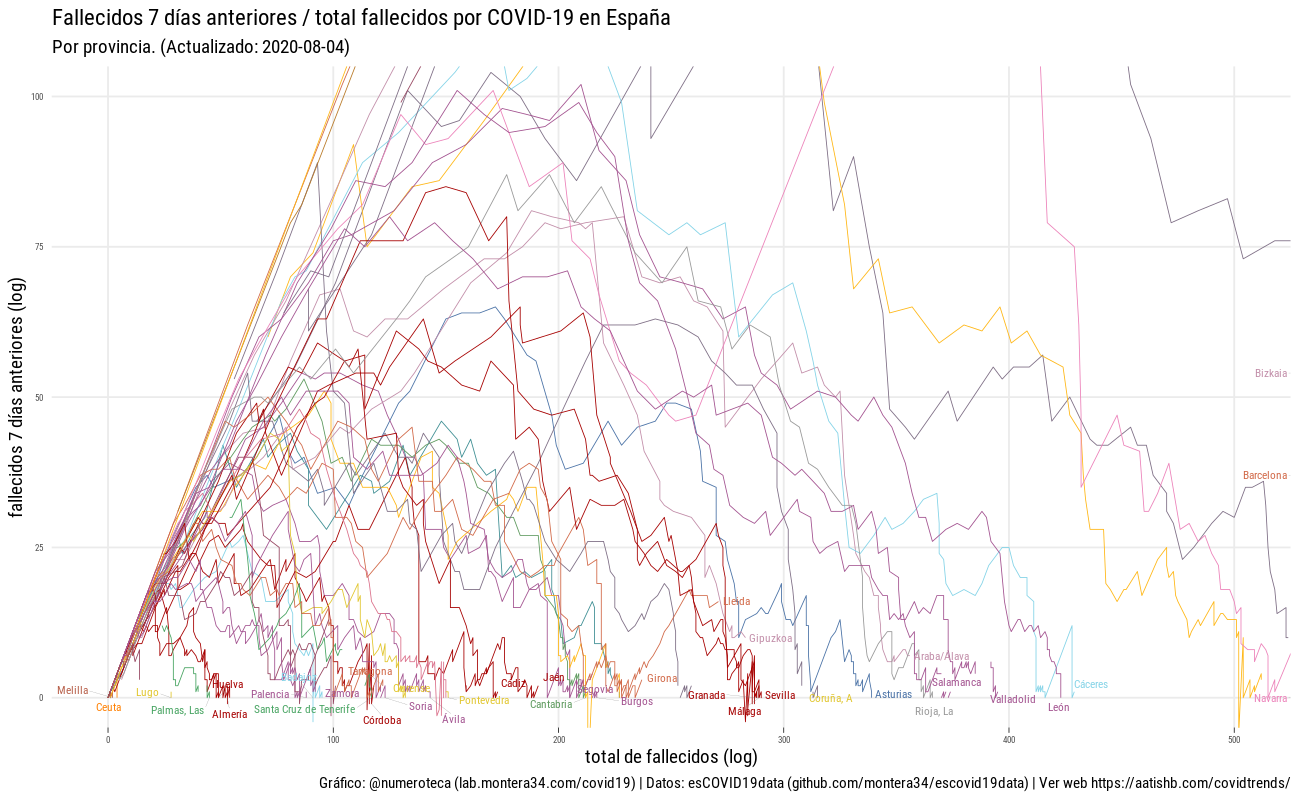 Fallecidos 7 días anteriores / total fallecidos por COVID-19 en España
Por provincia. (Actualizado: 2020-08-04)
fallecidos 7 días anteriores (log)
100
75
50
25
0
Bizkaia
Barcelona
Lleida
Gipuzkoa
Araba/Álava
Tarragona
Jaén
Girona
Cádiz
Salamanca
Cáceres
Huelva
Melilla
Lugo
Palencia
Zamora
Segovia
Granada
Sevilla
Coruña, A
Asturias
Valladolid
Navarra
Ceuta
Palmas, Las
Almería
Santa Cruz de Tenerife
Córdoba
Soria
Ávila
Pontevedra
Cantabria
Burgos
Málaga
Rioja, La
León
0
100
200
300
400
500
total de fallecidos (log)
Gráfico: @numeroteca (lab.montera34.com/covid19) | Datos: esCOVID19data (github.com/montera34/escovid19data) | Ver web https://aatishb.com/covidtrends/